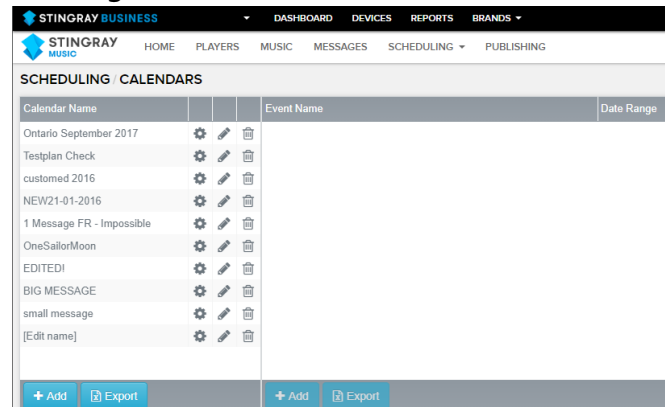 STINGRAY BUSINESS DASHBOARD DEVICES REPORTS BRANDS
STINGRAY MUSIC HOME PLAYERS MUSIC MESSAGES SCHEDULING PUBLISHING
SCHEDULING / CALENDARS
Calendar Name Event Name Date Range
Ontario September 2017
Testplan Check
customed 2016
NEW21-01-2016
1 Message FR - Impossible
OneSailorMoon
EDITED!
BIG MESSAGE
small message
[Edit name]
+ Add Export + Add Export